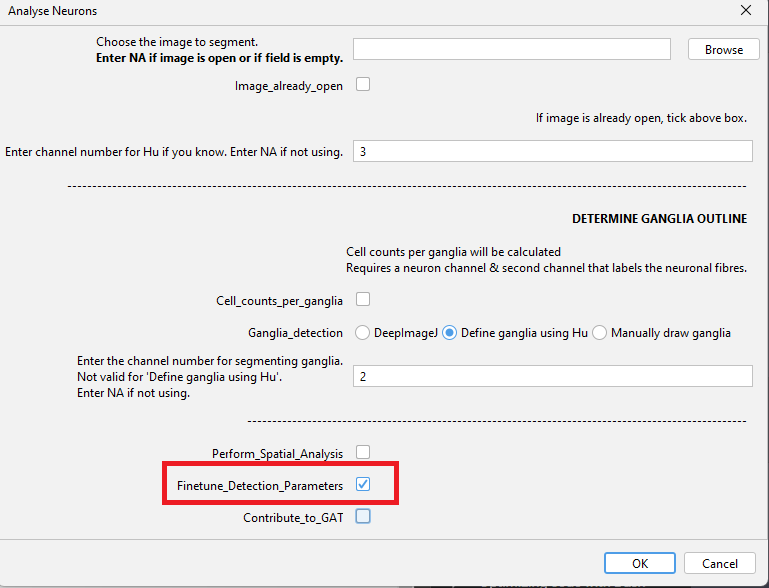 Analyse Neurons
Choose the image to segment.
Enter NA if image is open or if field is empty.
Browse
Image_already_open
If image is already open, tick above box.
Enter channel number for Hu if you know. Enter NA if not using.
3
DETERMINE GANGLIA OUTLINE
Cell counts per ganglia will be calculated
Requires a neuron channel & second channel that labels the neuronal fibres.
Cell_counts_per_ganglia
Ganglia_detection DeepImageJ Define ganglia using Hu Manually draw ganglia
Enter the channel number for segmenting ganglia.
Not valid for 'Define ganglia using Hu'.
Enter NA if not using.
2
Perform_Spatial_Analysis
Finetune_Detection_Parameters
Contribute_to_GAT
OK Cancel